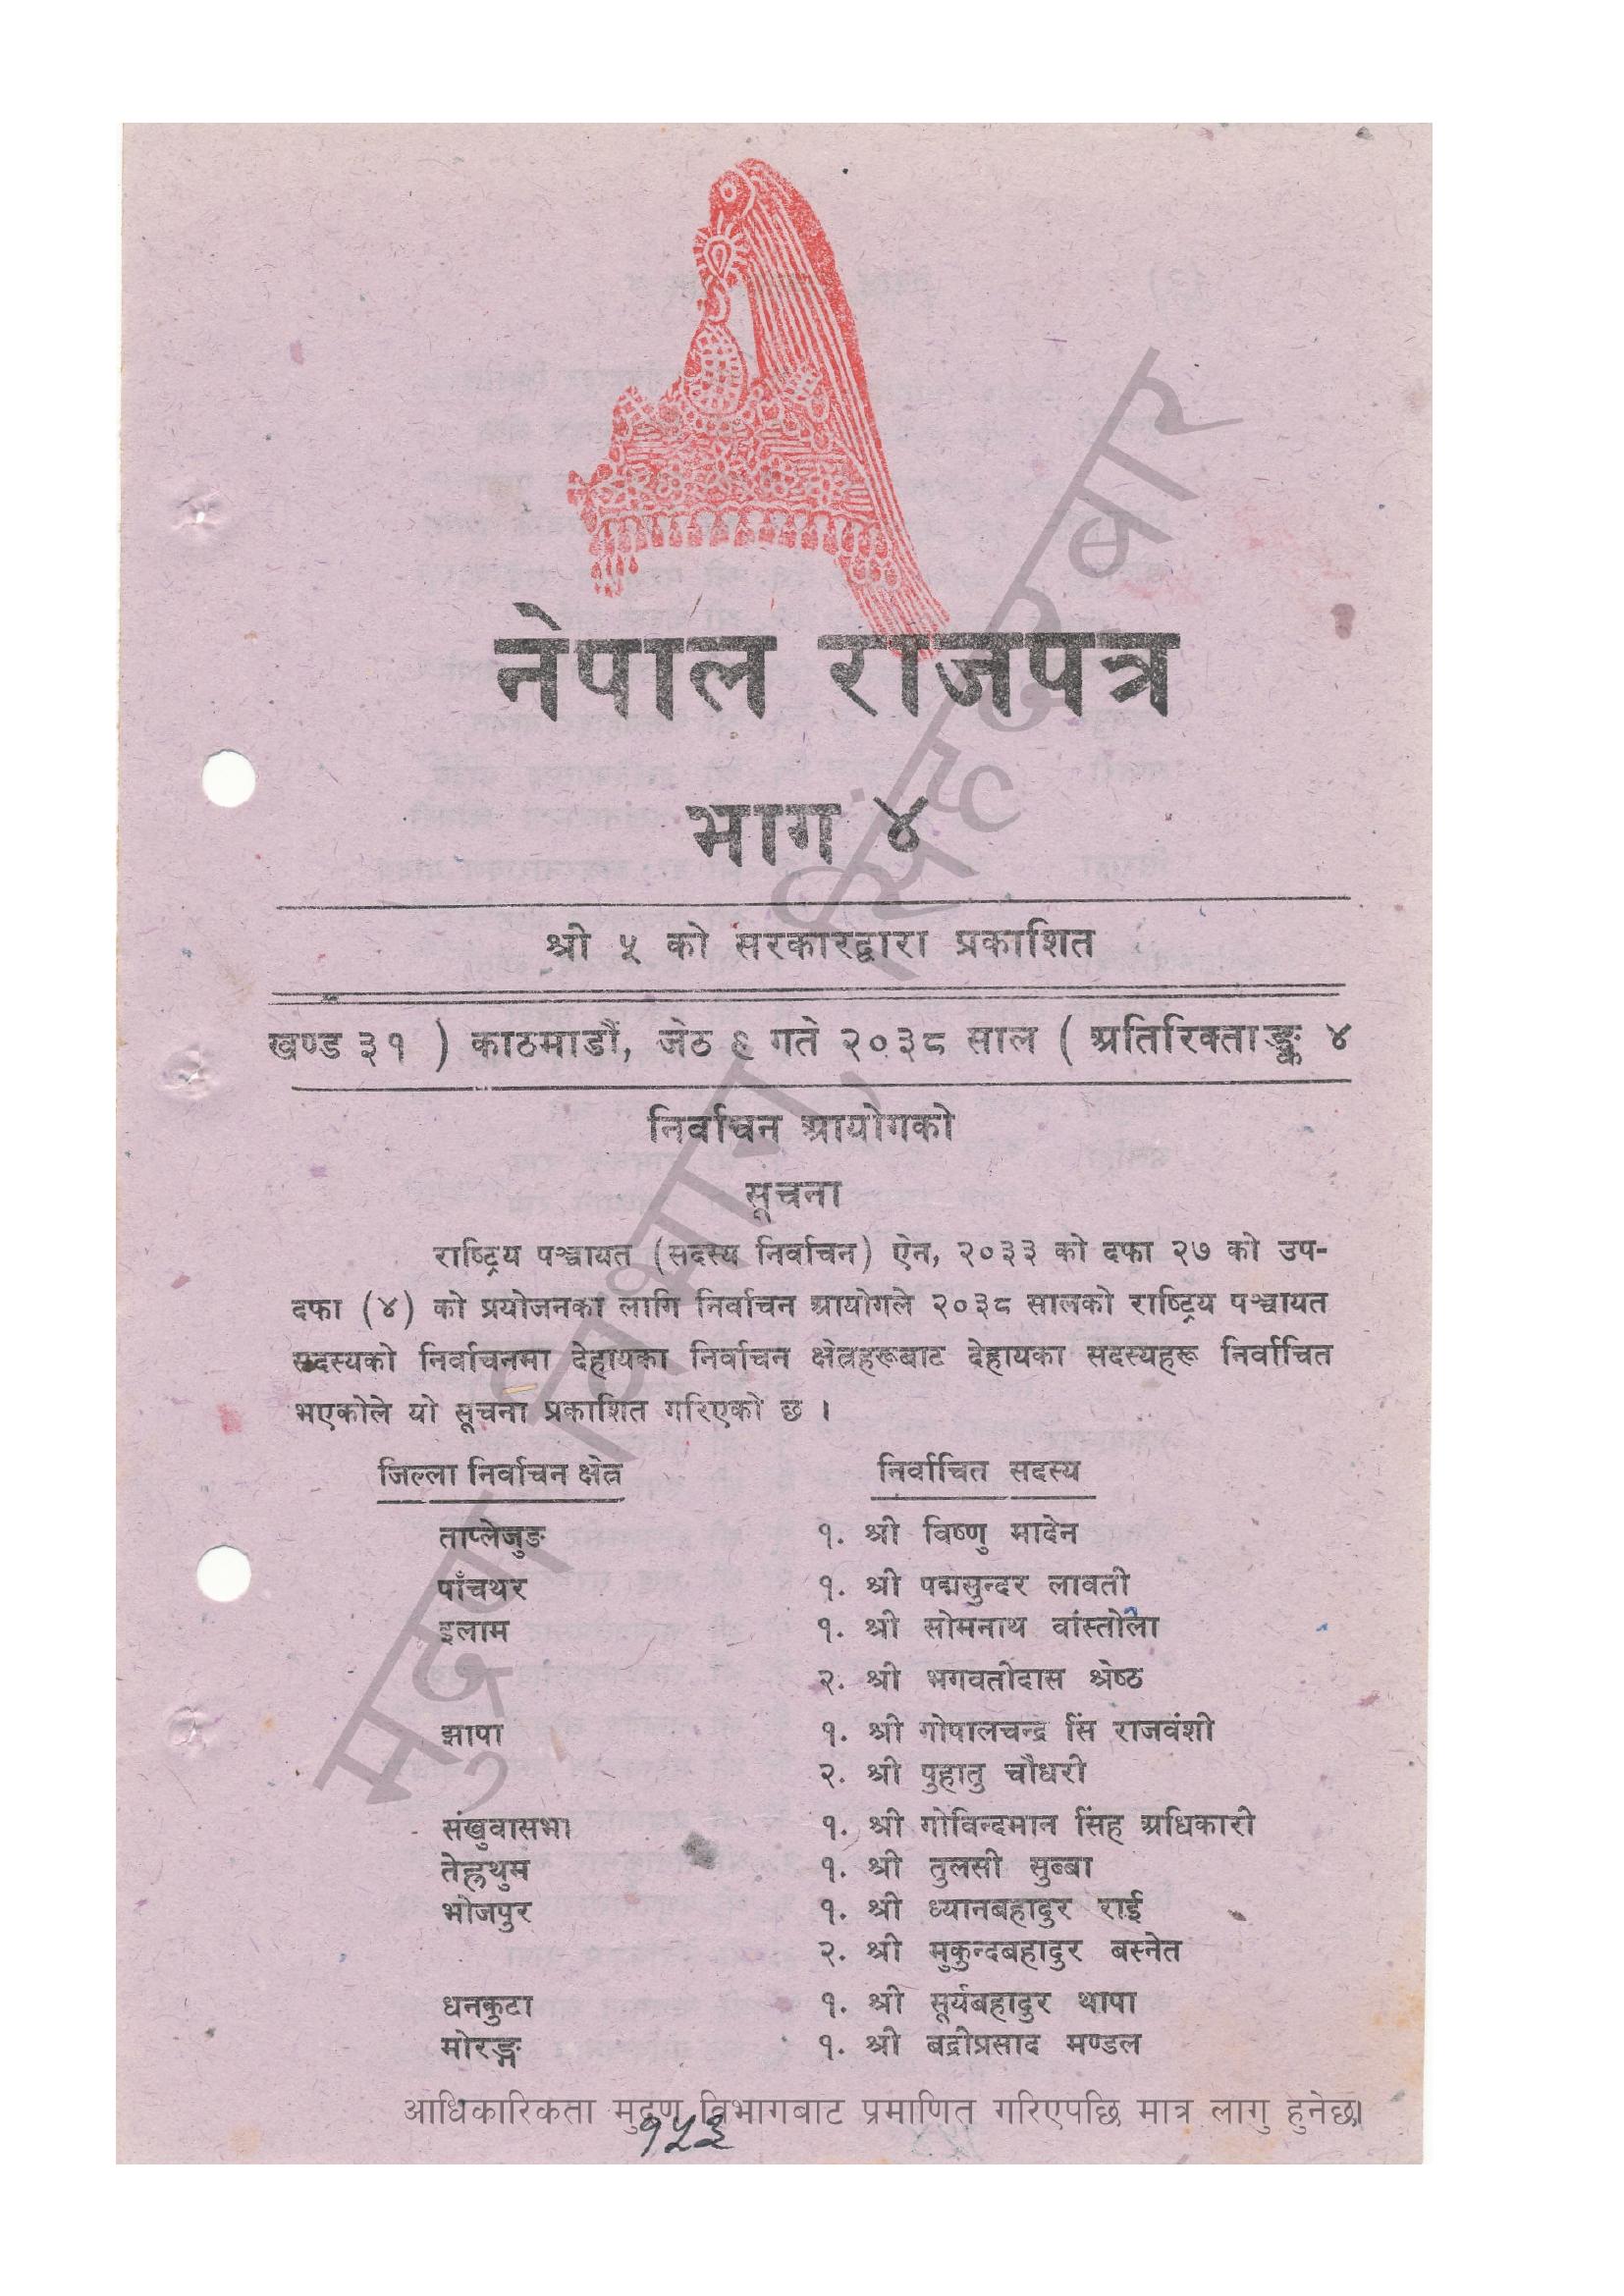 नेपाल राजपत्र
भाग ४
श्री ५ को सरकारद्वारा प्रकाशित
खण्ड ३१ ) काठमाडौं, जेठ ९ गते २०३८ साल ( अतिरिक्ताङ्क ४
निर्वाचन आयोगको
सूचना
राष्ट्रिय पञ्चायत (सदस्य निर्वाचन) ऐन, २०३३ को दफा २७ को उप-
दफा (४) को प्रयोजनका लागि निर्वाचन आयोगले २०३८ सालको राष्ट्रिय पञ्चायत
सदस्यको निर्वाचनमा देहायका निर्वाचन क्षेत्रहरूबाट देहायका सदस्यहरू निर्वाचित
भएकोले यो सूचना प्रकाशित गरिएको छ ।
जिल्ला निर्वाचन क्षेत्र निर्वाचित सदस्य
ताप्लेजुङ १. श्री विष्णु मादेन
पाँचथर १. श्री पद्मसुन्दर लावती
इलाम १. श्री सोमनाथ वांस्तोला
२. श्री भगवतीदास श्रेष्ठ
झापा १. श्री गोपालचन्द्र सिं राजवंशी
२. श्री पुहातु चौधरी
संखुवासभा १. श्री गोविन्दमान सिंह अधिकारी
तेह्रथुम १. श्री तुलसी सुब्बा
भोजपुर १. श्री ध्यानबहादुर राई
२. श्री मुकुन्दबहादुर बस्नेत
धनकुटा १. श्री सूर्यबहादुर थापा
मोरङ्ग १. श्री बद्रीप्रसाद मण्डल
मुद्रण विभाग, सिंहदरबार
आधिकारिकता मुद्रण विभागबाट प्रमाणित गरिएपछि मात्र लागु हुनेछ।
१५३